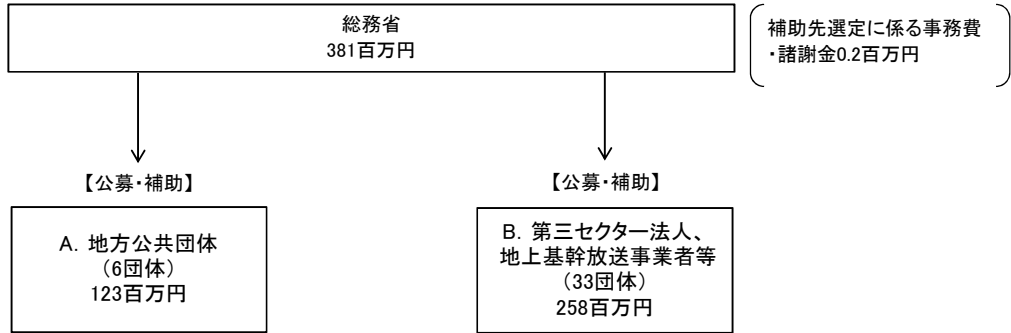 総務省
381百万円
補助先選定に係る事務費
・諸謝金0.2百万円
【公募・補助】
【公募・補助】
A．地方公共団体
（6団体）
123百万円
B．第三セクター法人、
地上基幹放送事業者等
（33団体）
258百万円